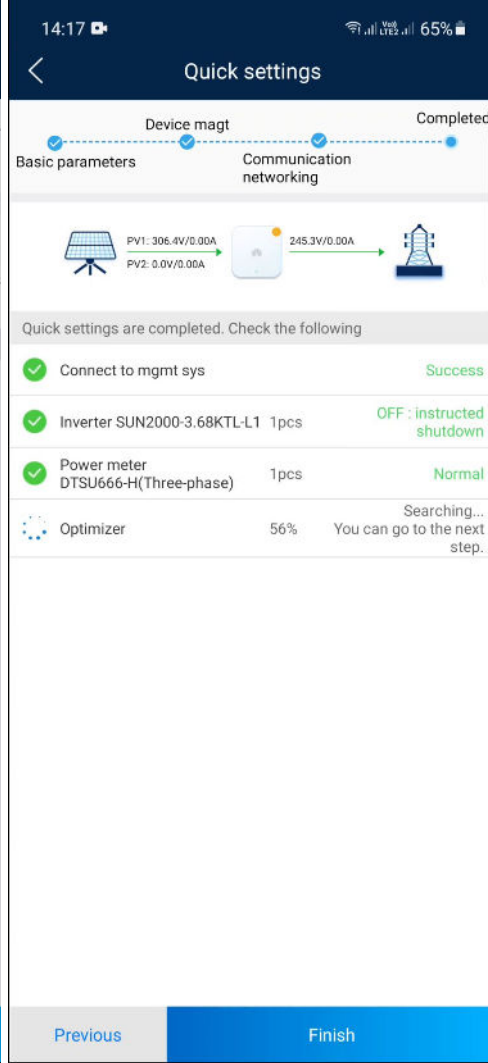 14:17
Vo)) LTE2 65%
Quick settings
Device magt
Completed
Basic parameters
Communication
networking
PV1: 306.4V/0.00A
PV2: 0.0V/0.00A
245.3V/0.00A
Quick settings are completed. Check the following
Connect to mgmt sys Success
Inverter SUN2000-3.68KTL-L1 1pcs OFF : instructed
shutdown
Power meter
DTSU666-H(Three-phase) 1pcs Normal
Optimizer 56% Searching...
You can go to the next
step.
Previous Finish